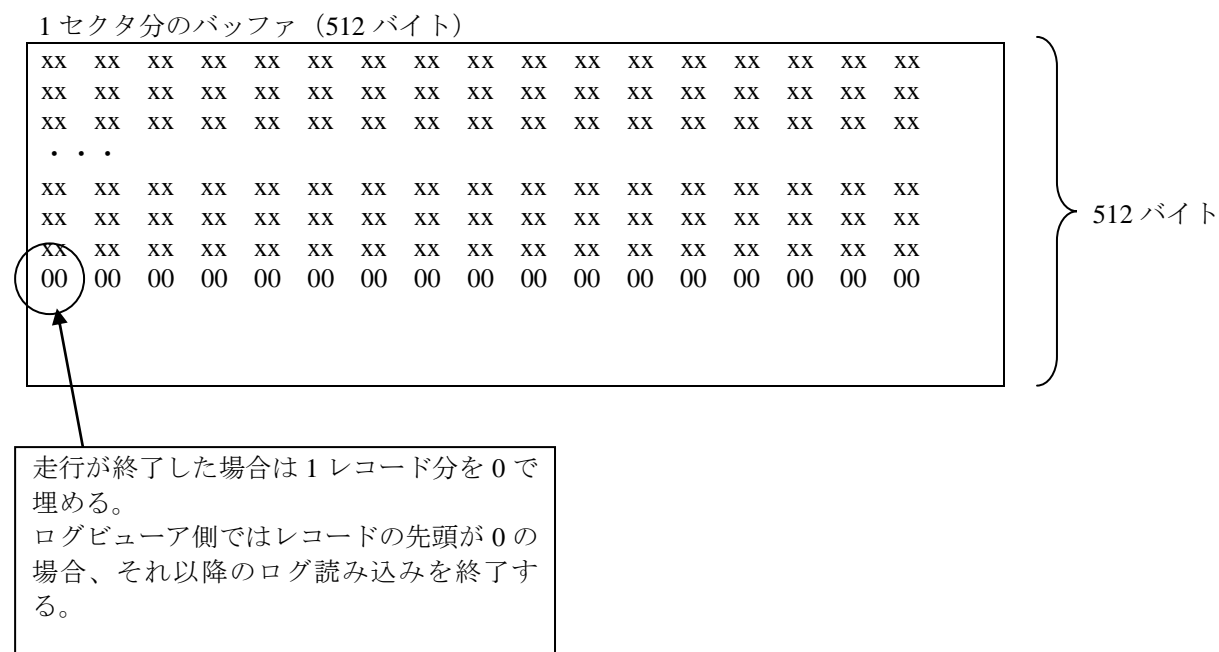 1 セクタ分のバッファ（512 バイト）
xx xx xx xx xx xx xx xx xx xx xx xx xx xx xx xx xx
xx xx xx xx xx xx xx xx xx xx xx xx xx xx xx xx xx
xx xx xx xx xx xx xx xx xx xx xx xx xx xx xx xx xx
・・・
xx xx xx xx xx xx xx xx xx xx xx xx xx xx xx xx xx
xx xx xx xx xx xx xx xx xx xx xx xx xx xx xx xx xx
xx xx xx xx xx xx xx xx xx xx xx xx xx xx xx xx xx
00 00 00 00 00 00 00 00 00 00 00 00 00 00 00 00 00
512 バイト
走行が終了した場合は 1 レコード分を 0 で
埋める。
ログビューア側ではレコードの先頭が 0 の
場合、それ以降のログ読み込みを終了す
る。